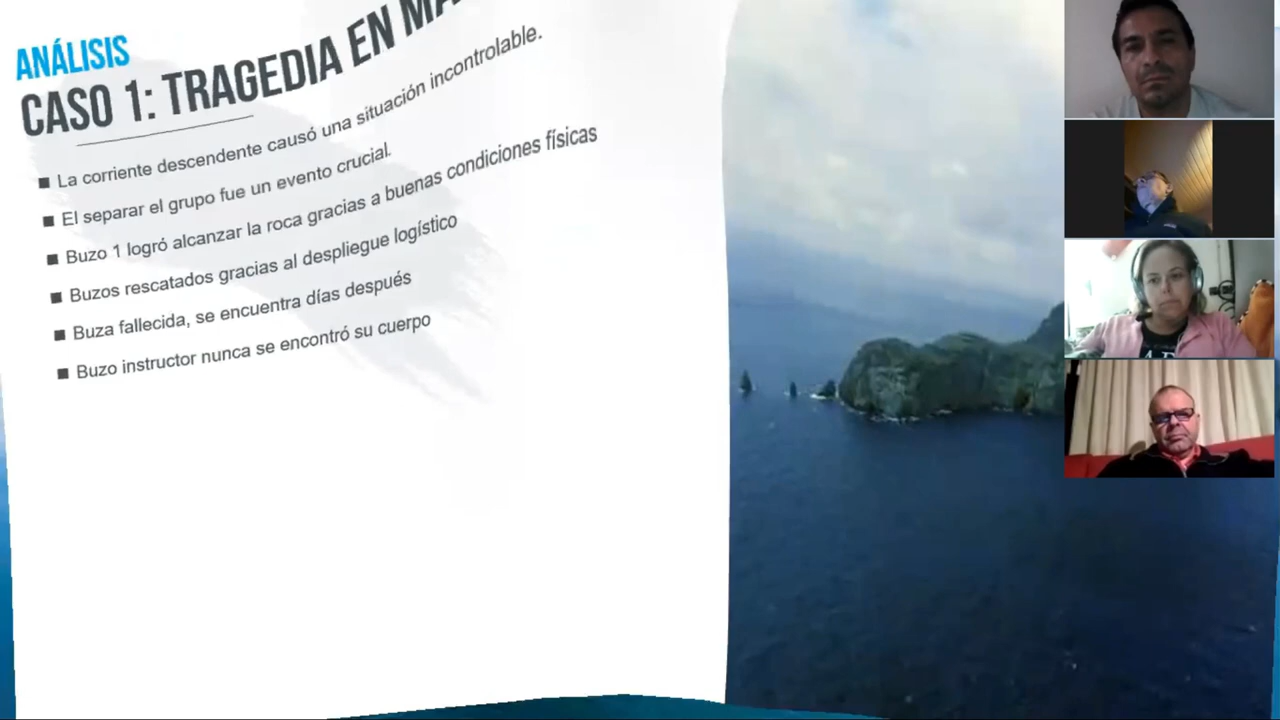 ANÁLISIS
CASO 1: TRAGEDIA EN
La corriente descendente causó una situación incontrolable.
El separar el grupo fue un evento crucial.
Buzo 1 logró alcanzar la roca gracias a buenas condiciones físicas
Buzos rescatados gracias al despliegue logístico
Buza fallecida, se encuentra días después
Buzo instructor nunca se encontró su cuerpo